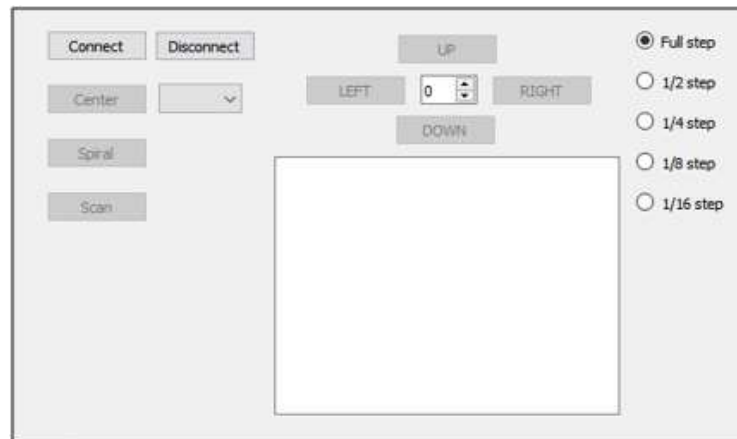 Connect Disconnect
UP
Full step
Center
LEFT 0 RIGHT
1/2 step
DOWN
1/4 step
Spiral
1/8 step
Scan
1/16 step